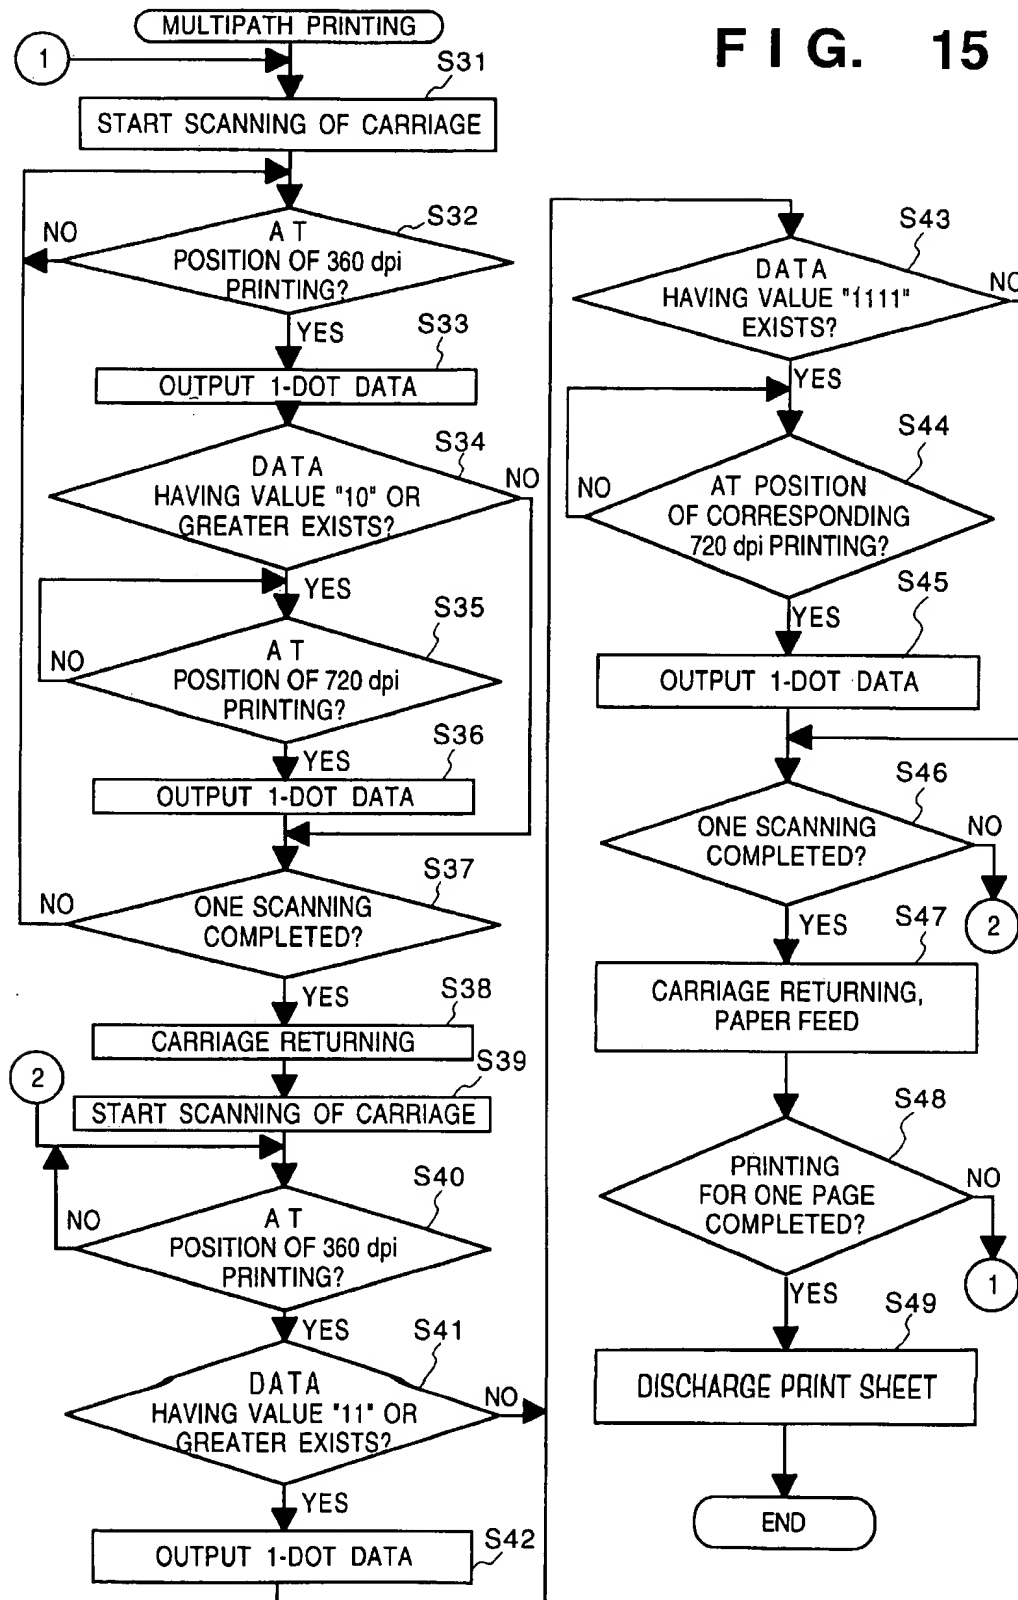 FIG. 15
MULTIPATH PRINTING
1
S31
START SCANNING OF CARRIAGE
S32
NO
AT
POSITION OF 360 dpi
PRINTING?
YES
S33
OUTPUT 1-DOT DATA
S34
DATA
HAVING VALUE "10" OR
GREATER EXISTS?
NO
YES
S35
NO
AT
POSITION OF 720 dpi
PRINTING?
YES
S36
OUTPUT 1-DOT DATA
S37
NO
ONE SCANNING
COMPLETED?
YES
S38
CARRIAGE RETURNING
2
S39
START SCANNING OF CARRIAGE
S40
NO
AT
POSITION OF 360 dpi
PRINTING?
YES
S41
DATA
HAVING VALUE "11" OR
GREATER EXISTS?
NO
YES
S42
OUTPUT 1-DOT DATA
S43
DATA
HAVING VALUE "1111"
EXISTS?
NO
YES
S44
NO
AT POSITION
OF CORRESPONDING
720 dpi PRINTING?
YES
S45
OUTPUT 1-DOT DATA
S46
ONE SCANNING
COMPLETED?
NO
2
YES
S47
CARRIAGE RETURNING,
PAPER FEED
S48
PRINTING
FOR ONE PAGE
COMPLETED?
NO
1
YES
S49
DISCHARGE PRINT SHEET
END